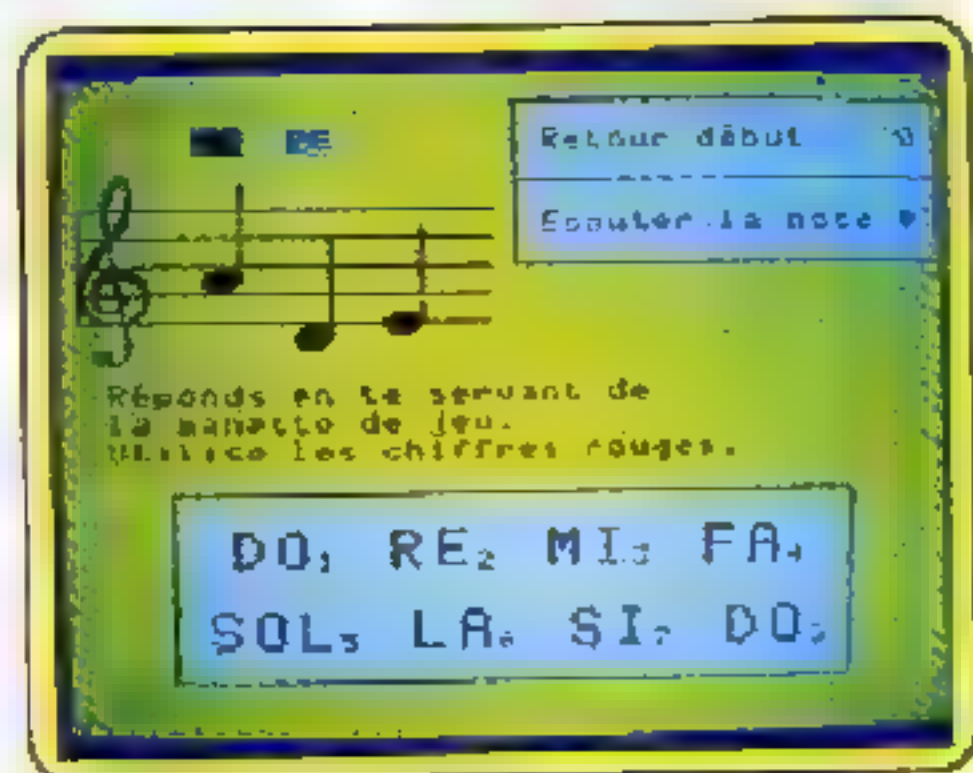 RE
Retour début
Ecouter la note
Réponds en te servant de
la manette de jeu.
Utilise les chiffres rouges.
DO1 RE2 MI3 FA4
SOL5 LA6 SI7 DO